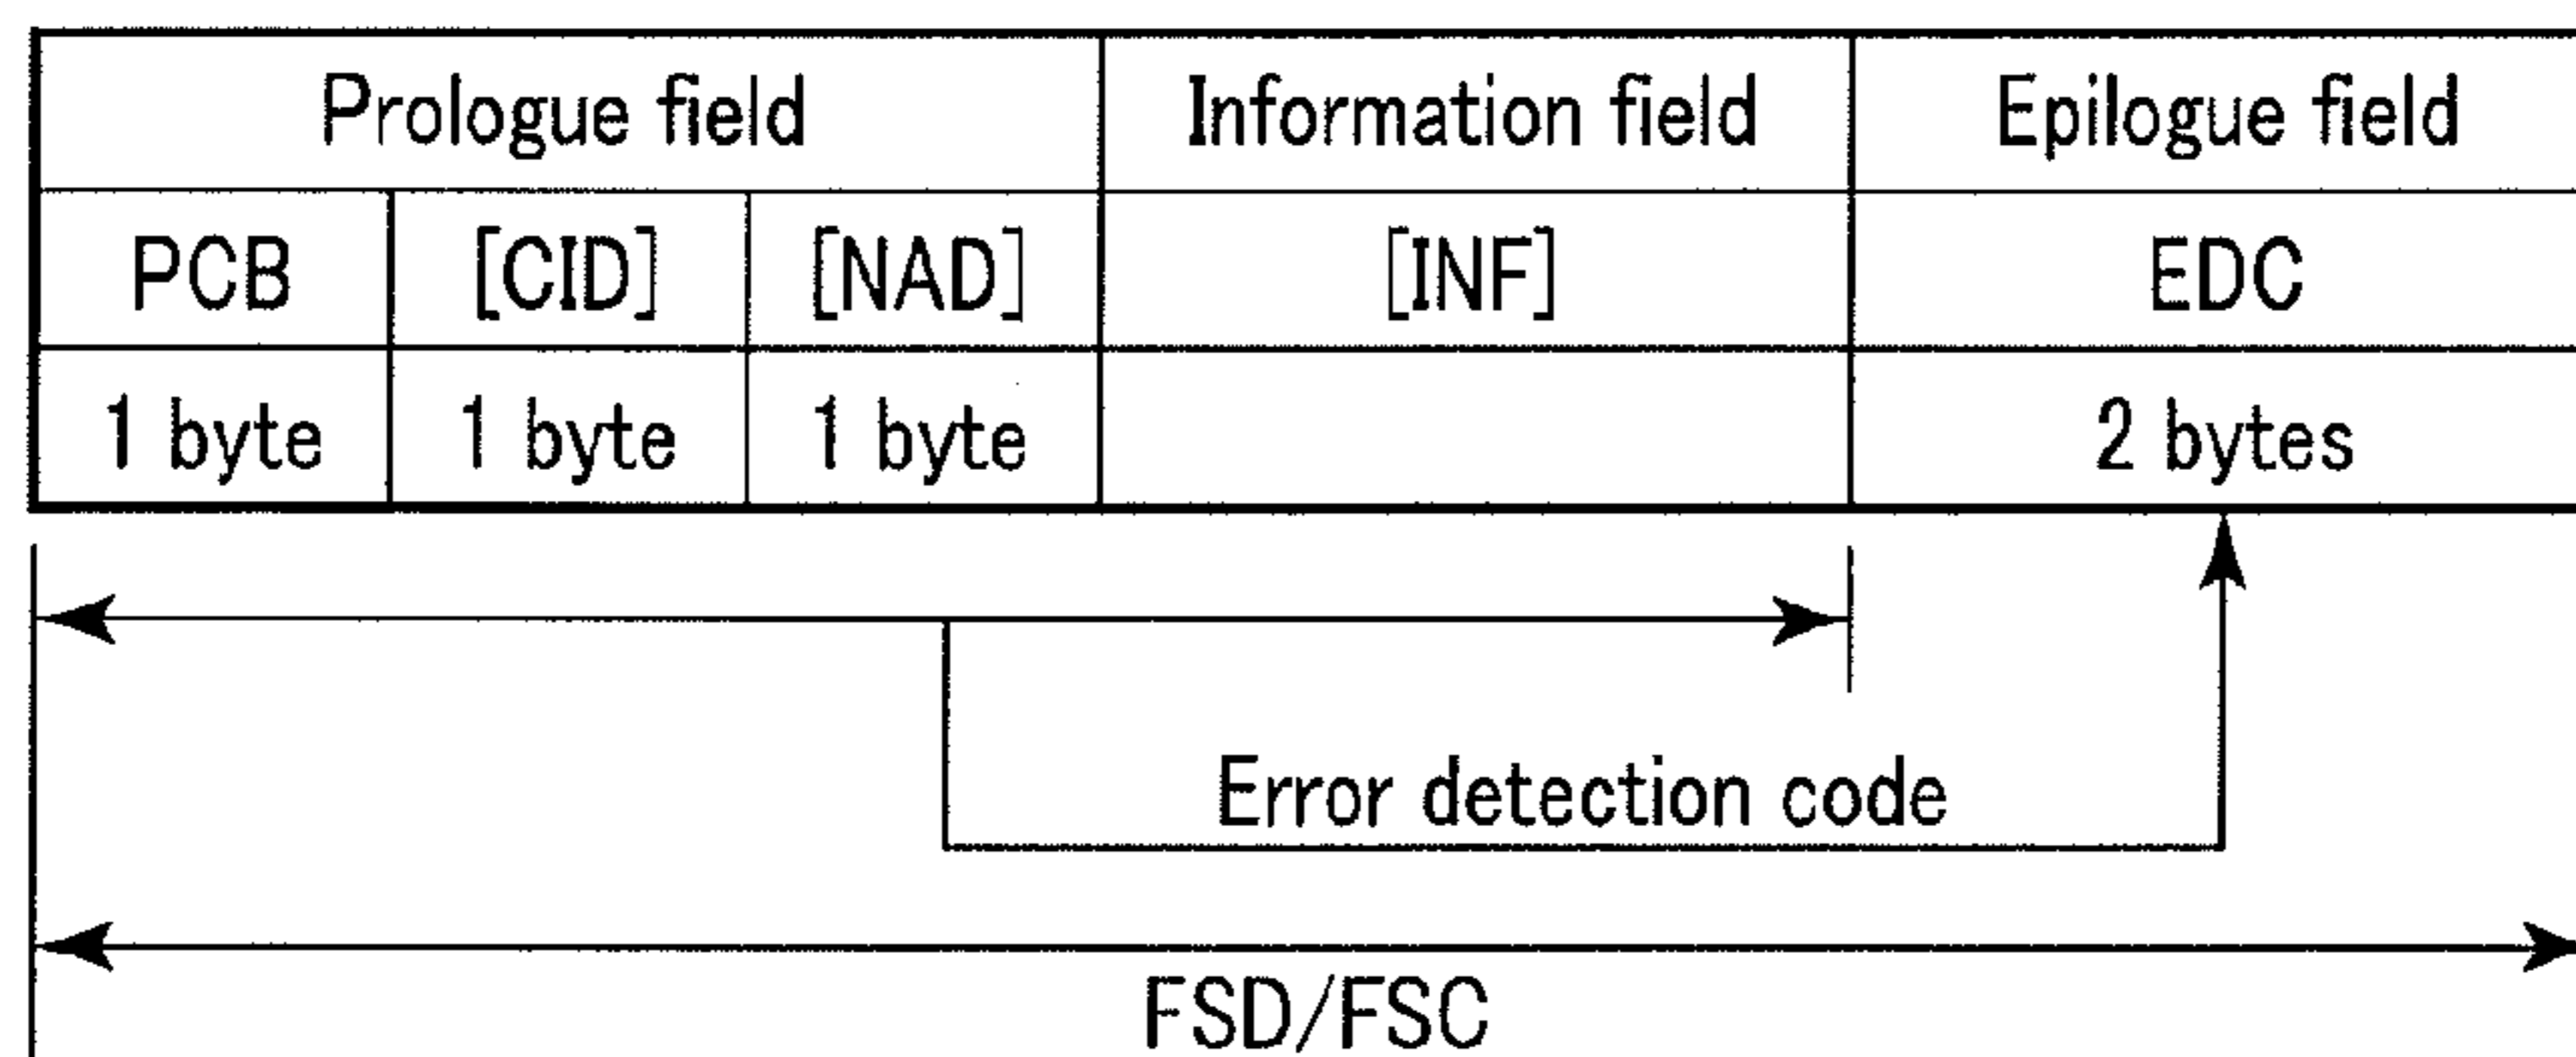 Prologue field Information field Epilogue field
PCB [CID] [NAD] [INF] EDC
1 byte 1 byte 1 byte 2 bytes
Error detection code
FSD/FSC